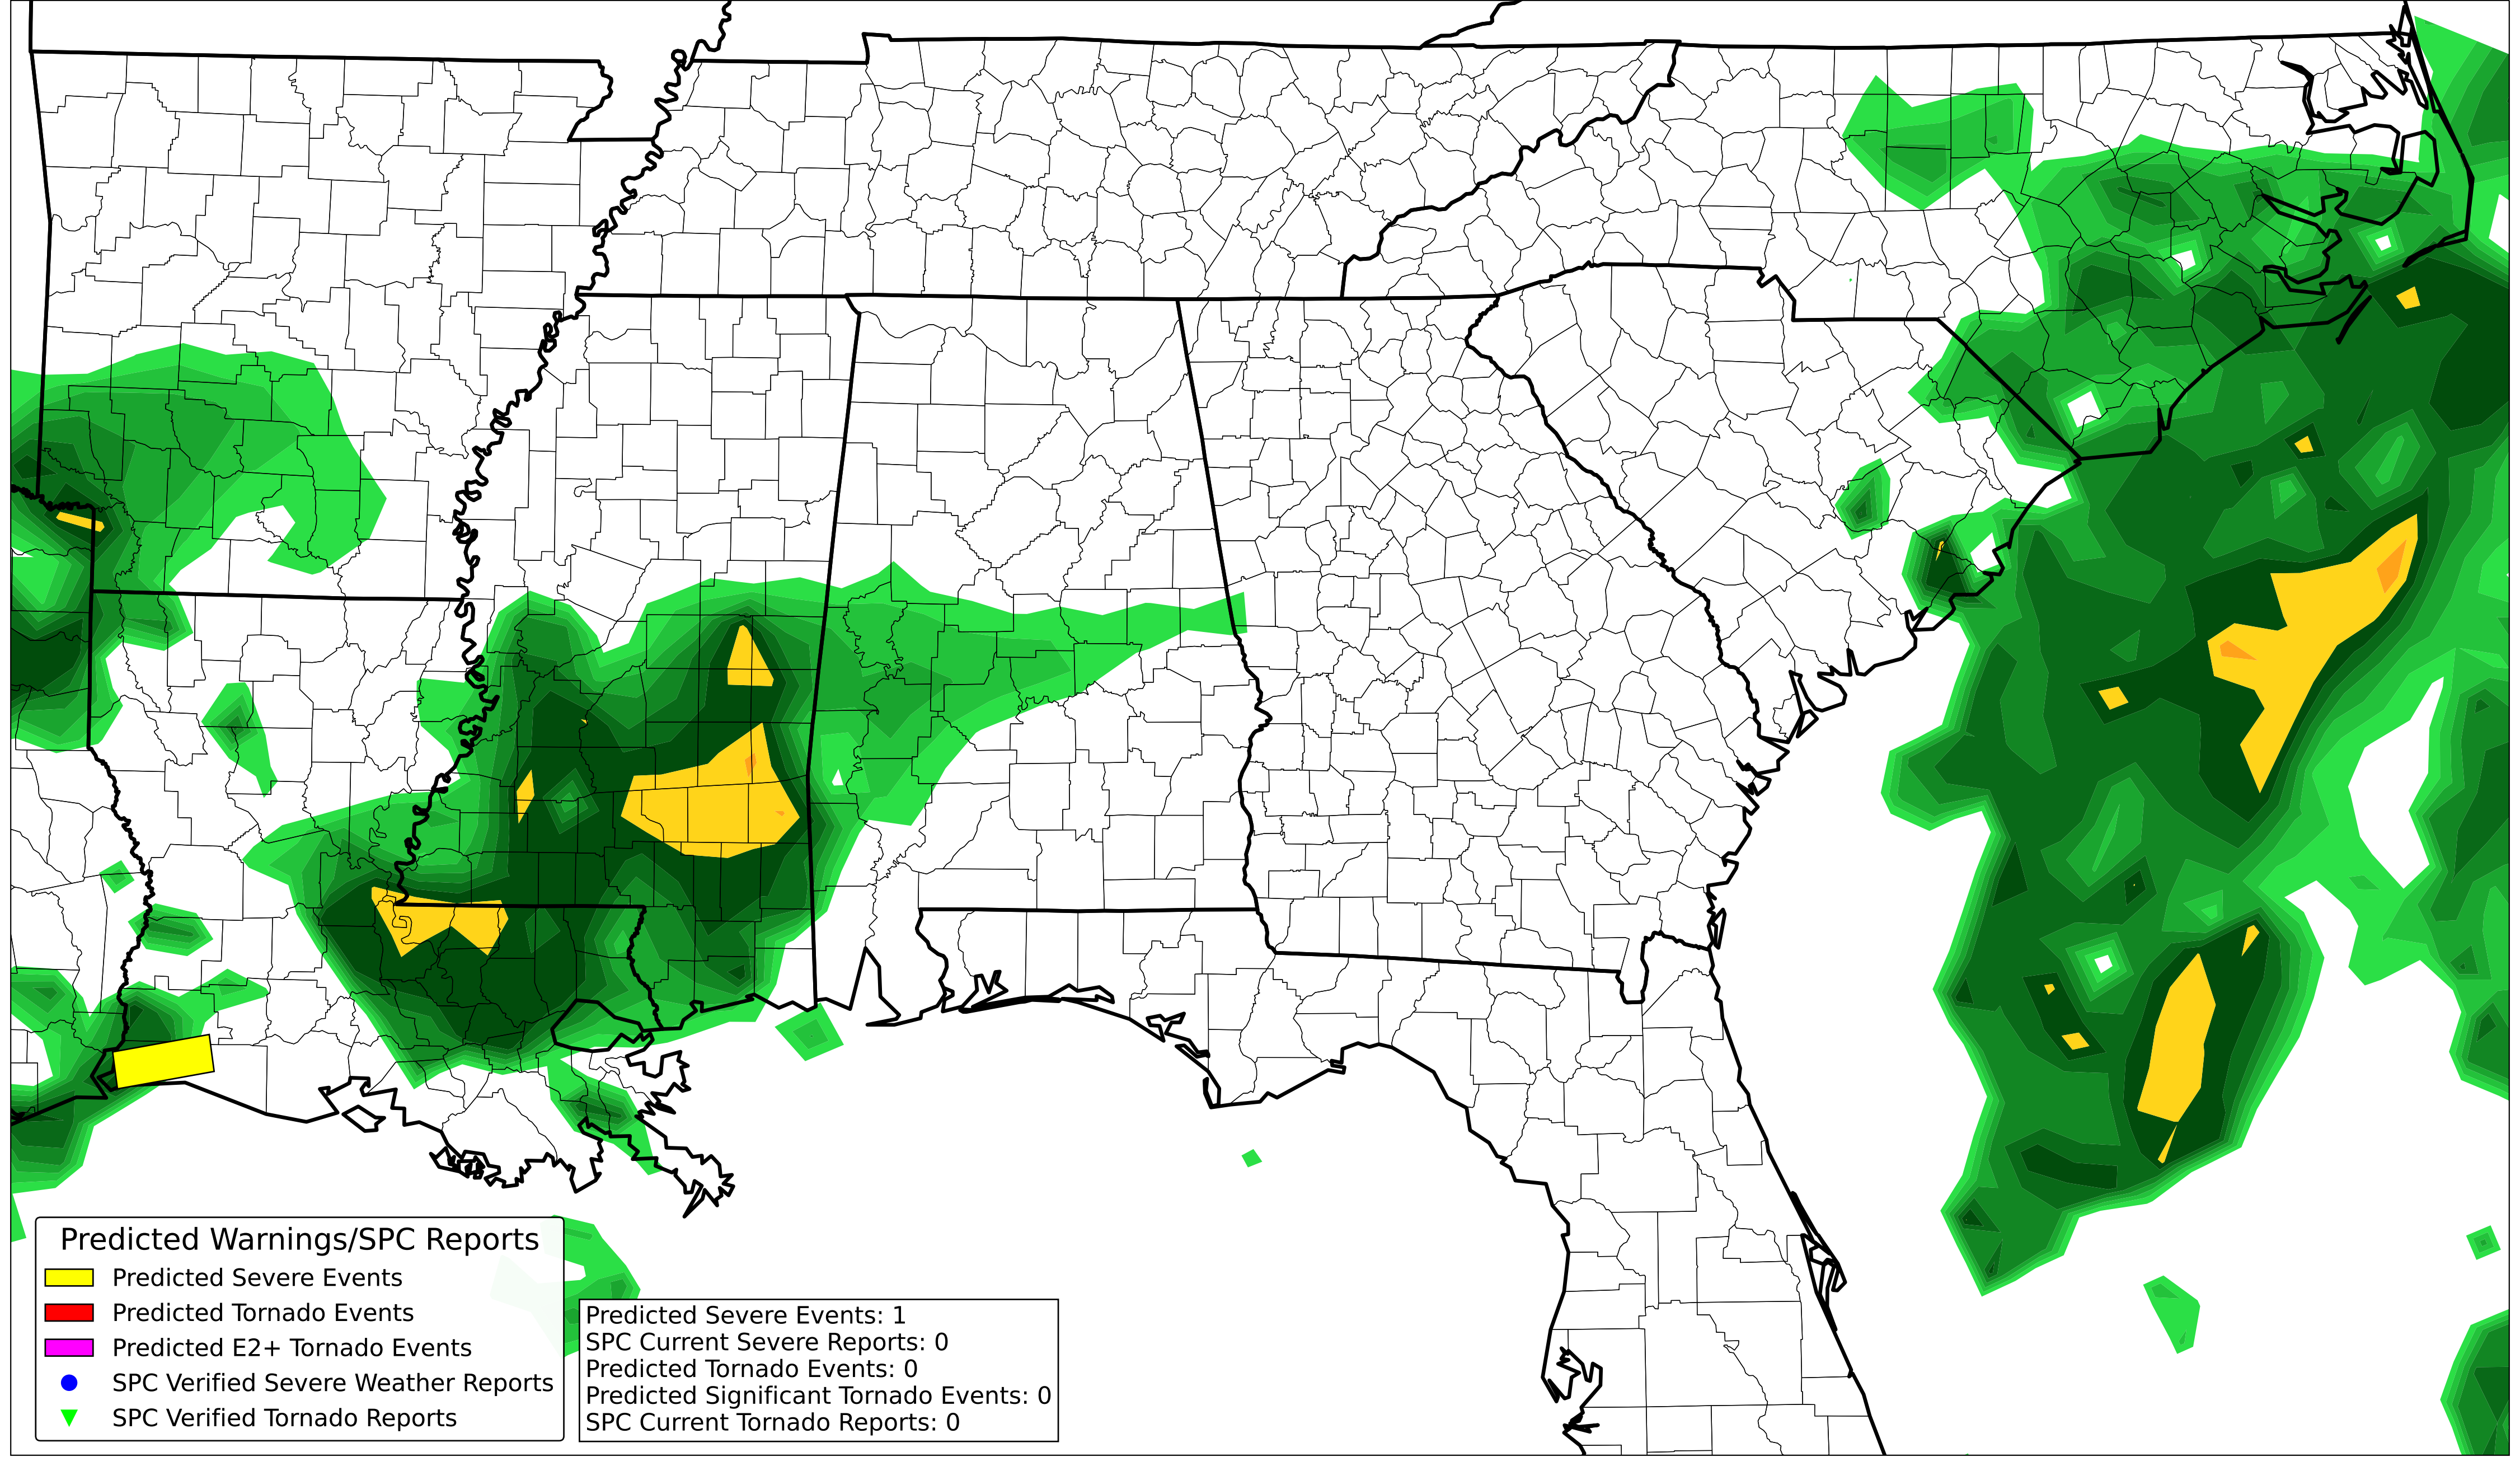 Predicted Warnings/SPC Reports
Predicted Severe Events
Predicted Tornado Events
Predicted E2+ Tornado Events
SPC Verified Severe Weather Reports
SPC Verified Tornado Reports
Predicted Severe Events: 1
SPC Current Severe Reports: 0
Predicted Tornado Events: 0
Predicted Significant Tornado Events: 0
SPC Current Tornado Reports: 0